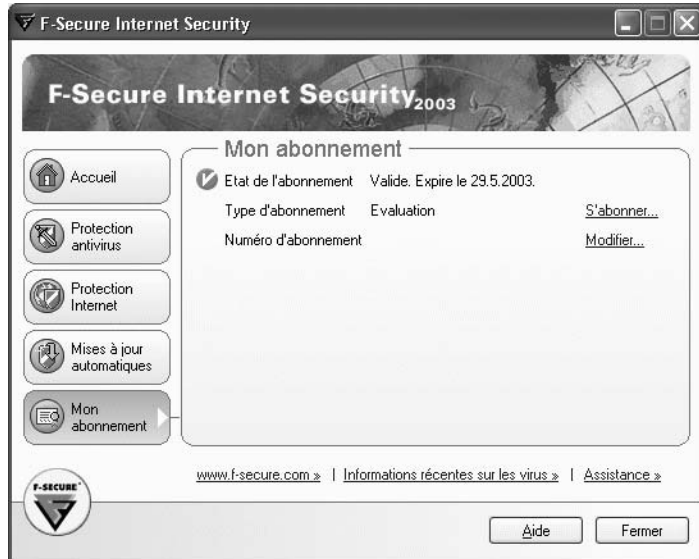 F-Secure Internet Security
F-Secure Internet Security 2003
Accueil
Protection
antivirus
Protection
Internet
Mises à jour
automatiques
Mon
abonnement
Mon abonnement
Etat de l'abonnement Valide. Expire le 29.5.2003.
Type d'abonnement Evaluation S'abonner...
Numéro d'abonnement Modifier...
www.f-secure.com » | Informations récentes sur les virus » | Assistance »
F-SECURE
Aide Fermer